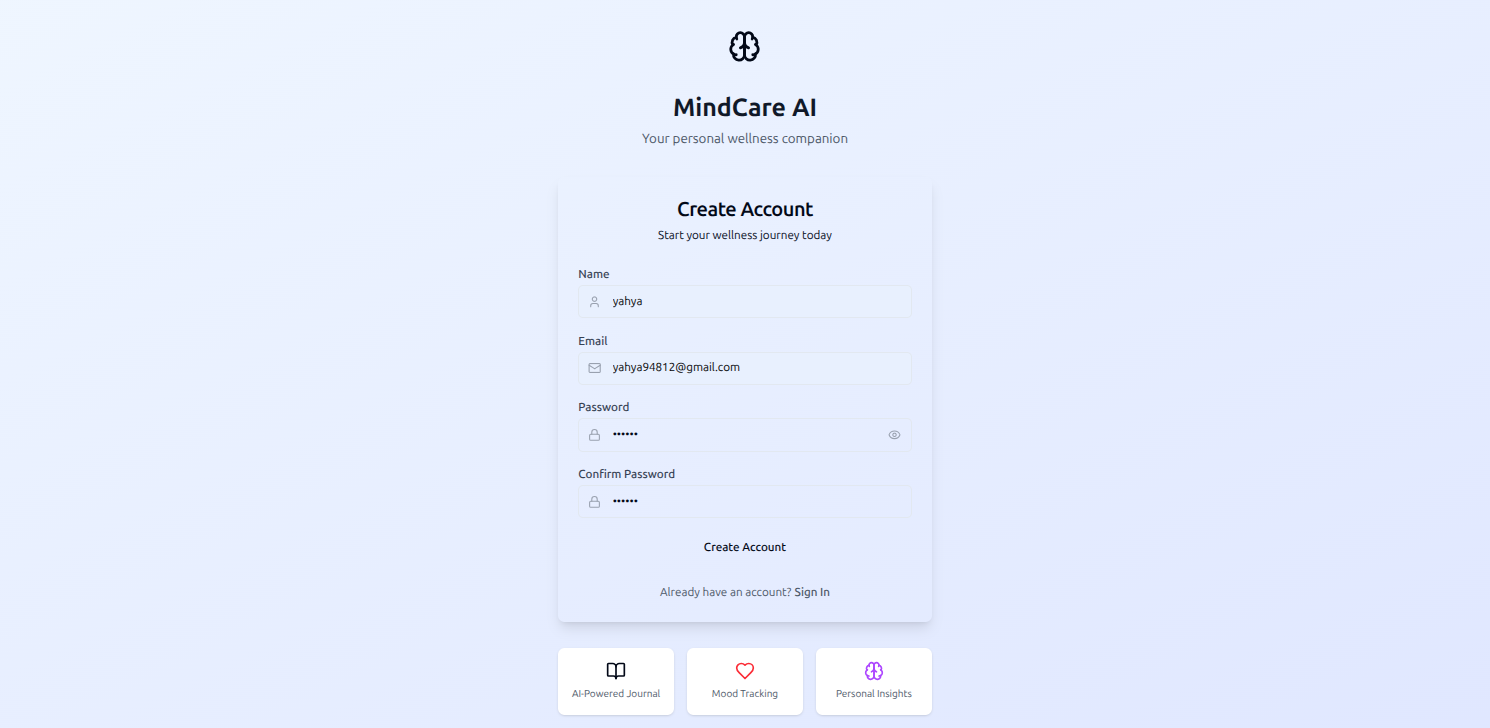 MindCare AI
Your personal wellness companion
Create Account
Start your wellness journey today
Name
yahya
Email
yahya94812@gmail.com
Password
••••••
Confirm Password
••••••
Create Account
Already have an account? Sign In
AI-Powered Journal
Mood Tracking
Personal Insights